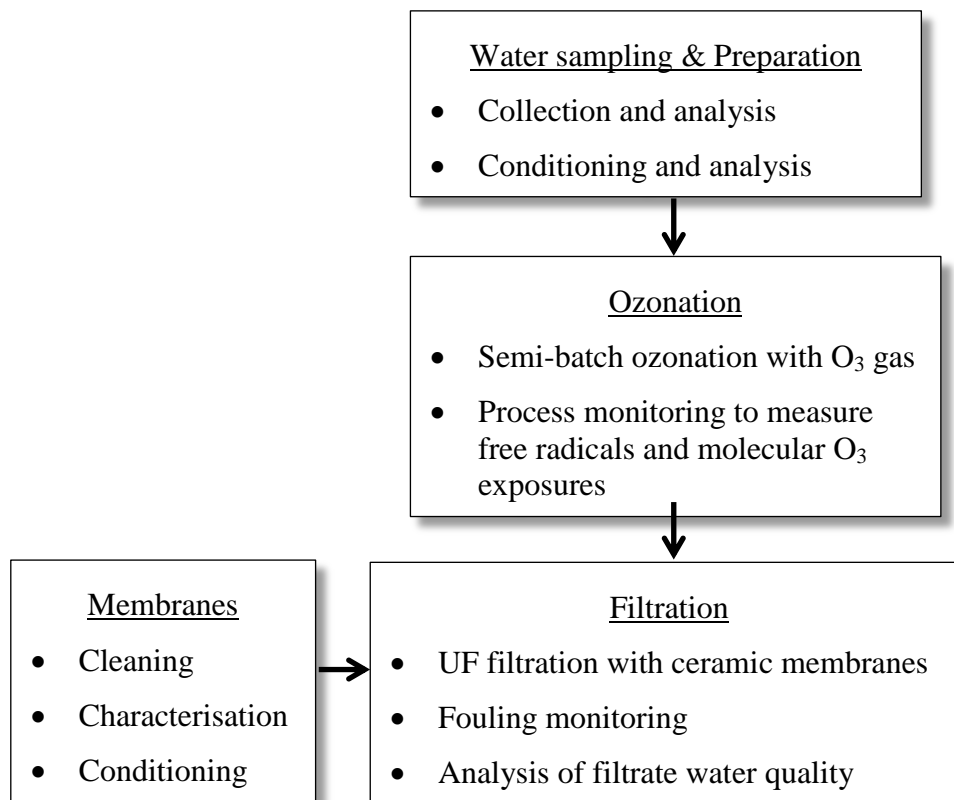 Water sampling & Preparation
• Collection and analysis
• Conditioning and analysis
Ozonation
• Semi-batch ozonation with O₃ gas
• Process monitoring to measure
free radicals and molecular O₃
exposures
Membranes
• Cleaning
• Characterisation
• Conditioning
Filtration
• UF filtration with ceramic membranes
• Fouling monitoring
• Analysis of filtrate water quality